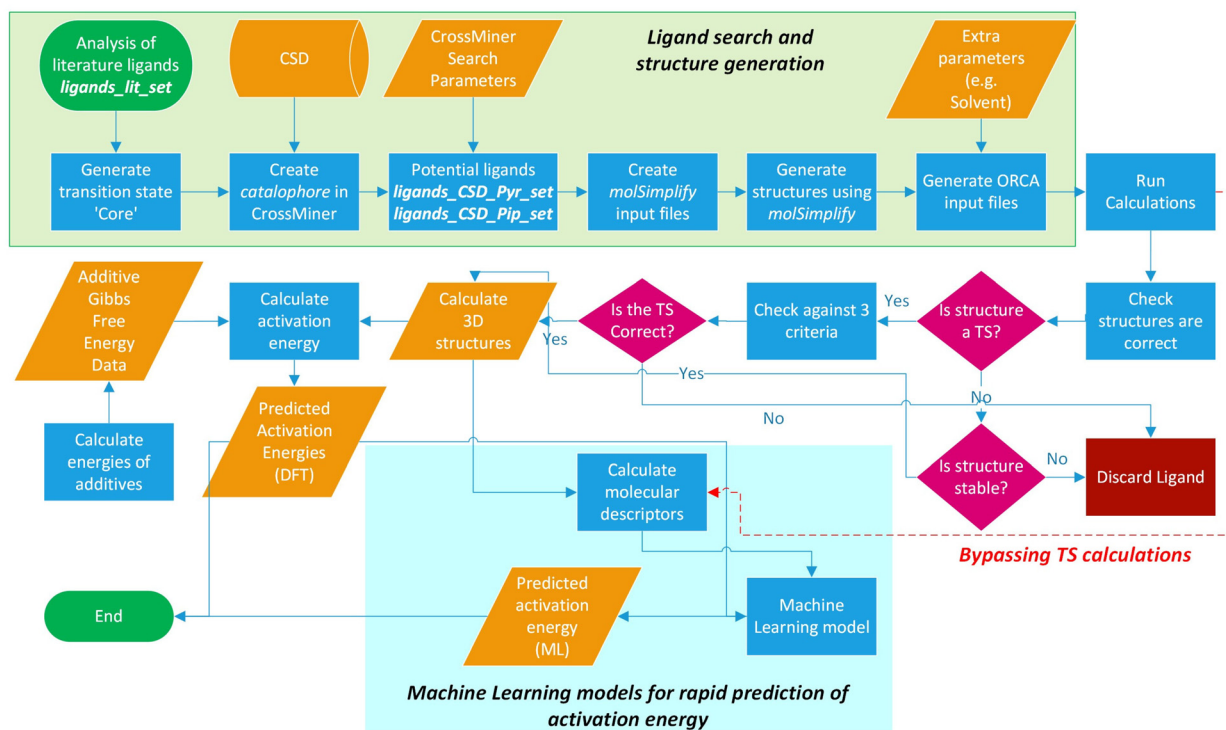 Analysis of
literature ligands
ligands_lit_set
CSD
CrossMiner
Search
Parameters
Ligand search and
structure generation
Extra
parameters
(e.g.
Solvent)
Generate
transition state
'Core'
Create
catalophore in
CrossMiner
Potential ligands
ligands_CSD_Pyr_set
ligands_CSD_Pip_set
Create
molSimplify
input files
Generate
structures using
molSimplify
Generate ORCA
input files
Run
Calculations
Additive
Gibbs
Free
Energy
Data
Calculate
activation
energy
Calculate
3D
structures
Yes
Is the TS
Correct?
Check against 3
criteria
Yes
Is structure
a TS?
Check
structures are
correct
Yes
No
No
Calculate
energies of
additives
Predicted
Activation
Energies
(DFT)
Calculate
molecular
descriptors
Is structure
stable?
No
Discard Ligand
Bypassing TS calculations
End
Predicted
activation
energy
(ML)
Machine
Learning model
Machine Learning models for rapid prediction of
activation energy